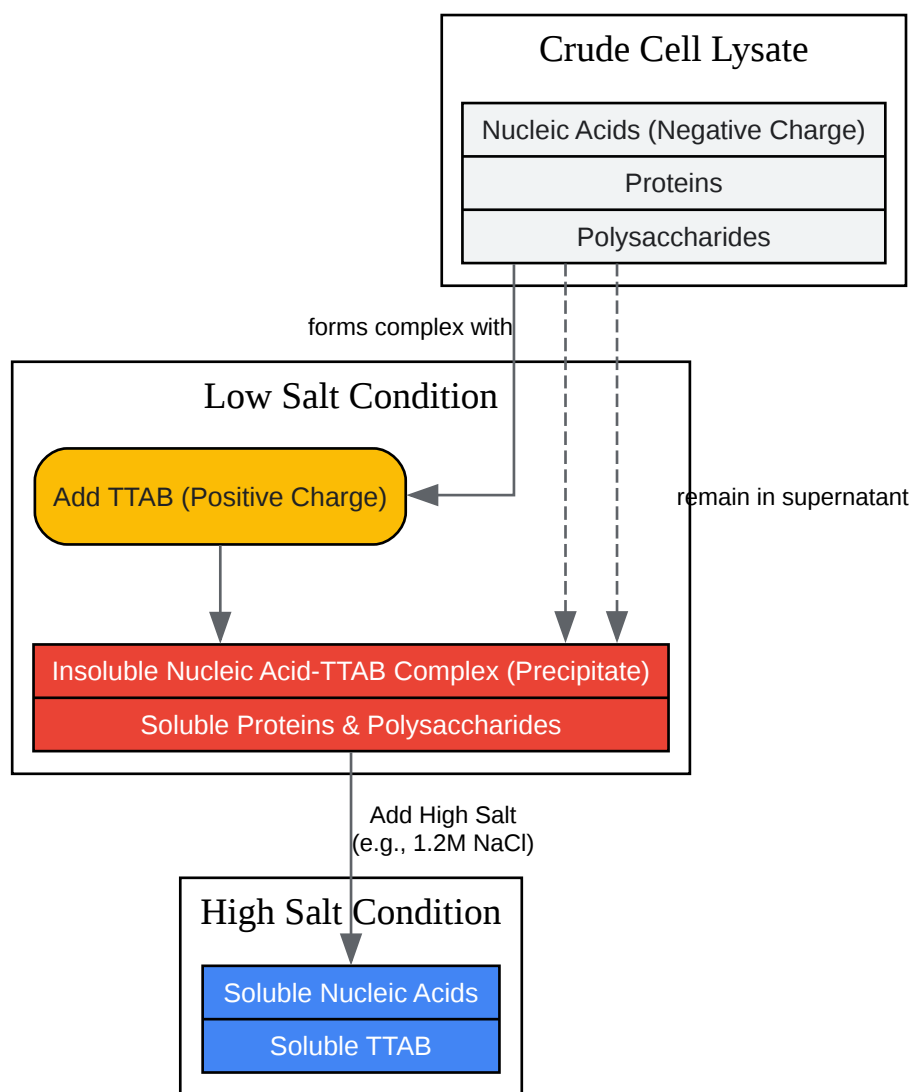 Crude Cell Lysate
Nucleic Acids (Negative Charge)
Proteins
Polysaccharides
forms complex with
Low Salt Condition
Add TTAB (Positive Charge)
remain in supernatant
Insoluble Nucleic Acid-TTAB Complex (Precipitate)
Soluble Proteins & Polysaccharides
Add High Salt
(e.g., 1.2M NaCl)
High Salt Condition
Soluble Nucleic Acids
Soluble TTAB